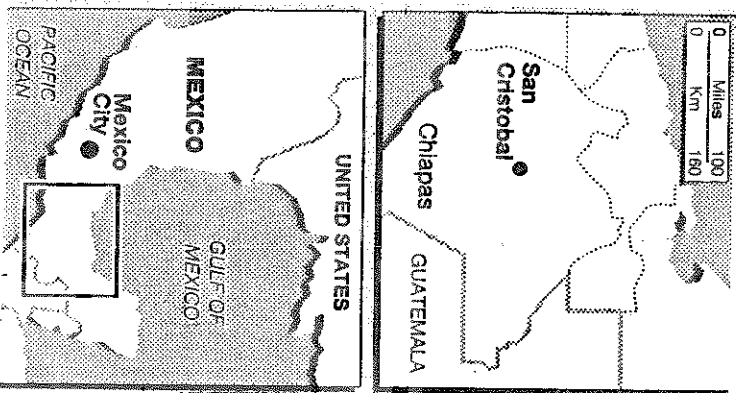 0 Miles 100
0 Km 160
San
Cristobal
Chiapas
GUATEMALA
UNITED STATES
MEXICO
GULF OF
MEXICO
Mexico
City
PACIFIC
OCEAN